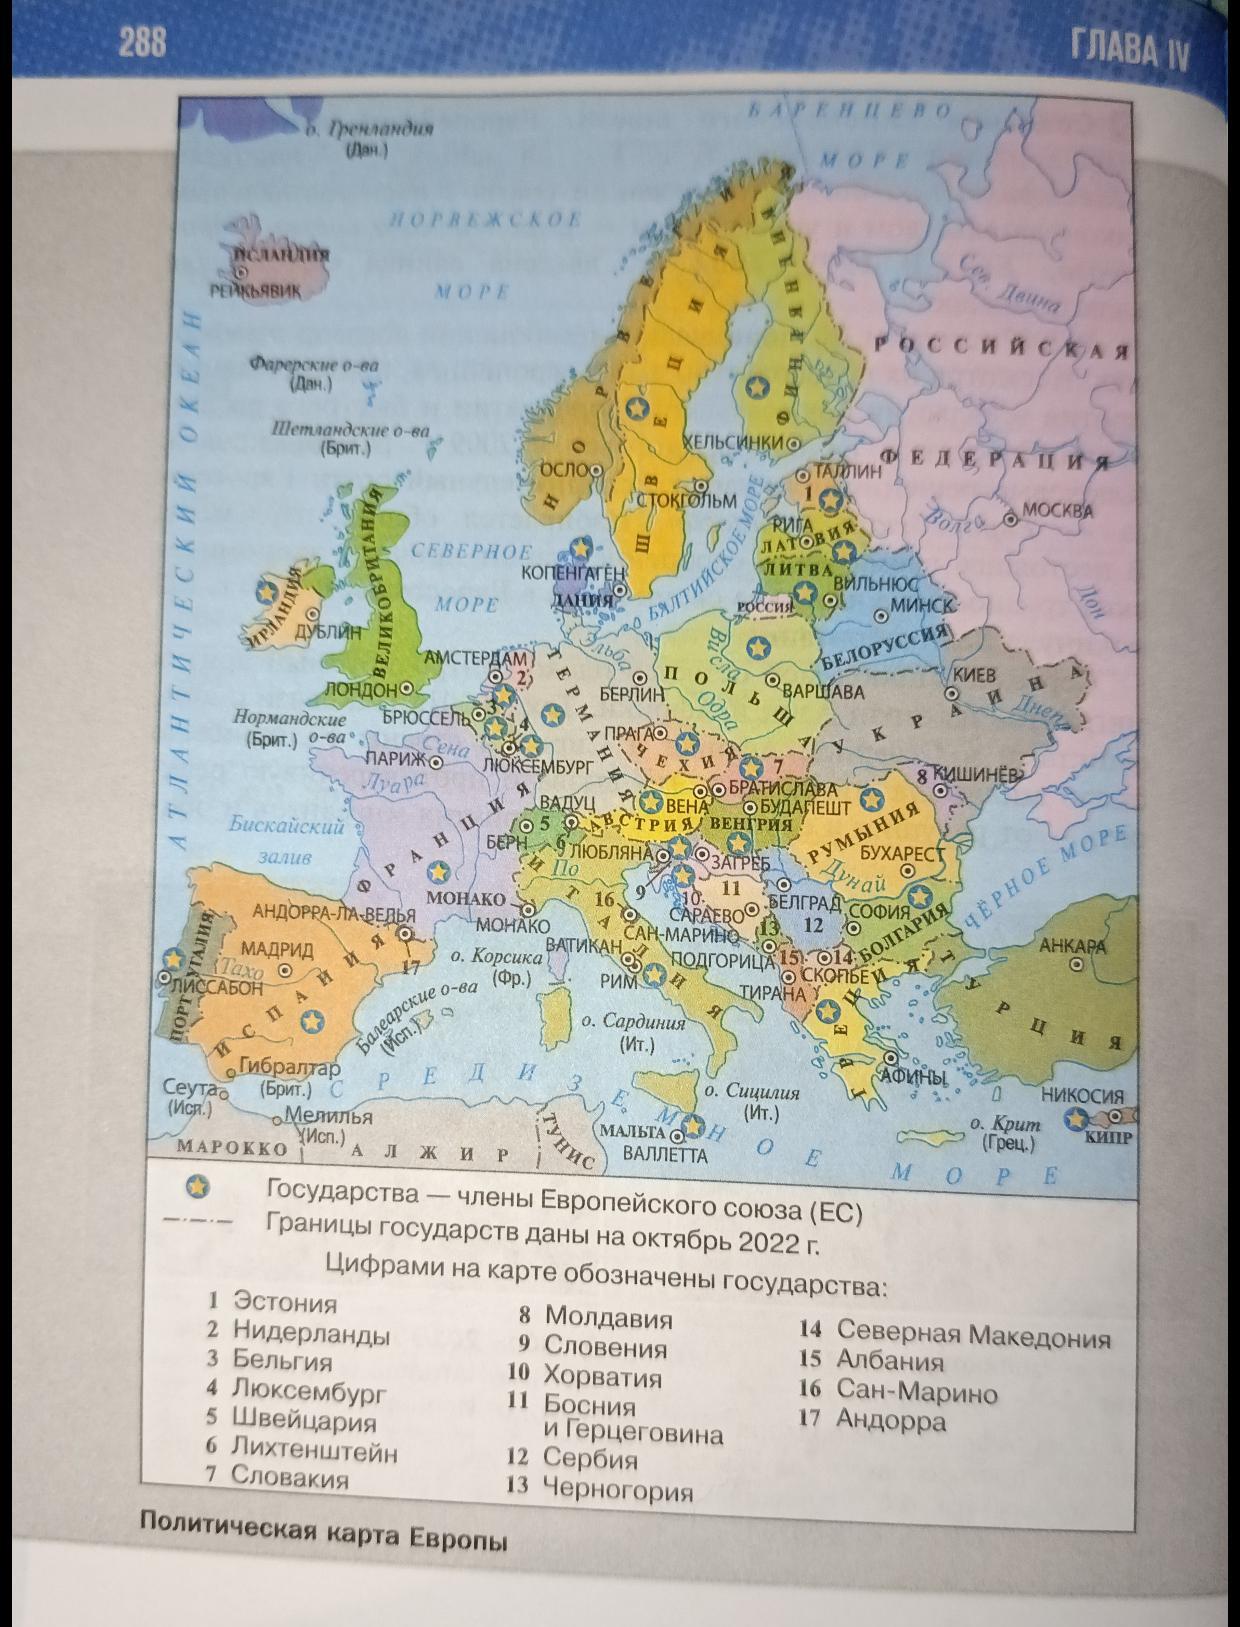 288
ГЛАВА IV
БАРЕНЦЕВО
МОРЕ
о. Гренландия
(Дан.)
НОРВЕЖСКОЕ
МОРЕ
ИСЛАНДИЯ
РЕЙКЬЯВИК
Сев. Двина
РОССИЙСКАЯ
ФЕДЕРАЦИЯ
АТЛАНТИЧЕСКИЙ ОКЕАН
Фарерские о-ва
(Дан.)
Шетландские о-ва
(Брит.)
НОРВЕГИЯ
ШВЕЦИЯ
ФИНЛЯНДИЯ
ХЕЛЬСИНКИ
ОСЛО
СТОКГОЛЬМ
ТАЛЛИН
1
МОСКВА
Волга
Дон
РИГА
ЛАТВИЯ
ЛИТВА
ВИЛЬНЮС
МИНСК
РОССИЯ
БЕЛОРУССИЯ
БАЛТИЙСКОЕ МОРЕ
СЕВЕРНОЕ
МОРЕ
КОПЕНГАГЕН
ДАНИЯ
ВЕЛИКОБРИТАНИЯ
ИРЛАНДИЯ
ДУБЛИН
ЛОНДОН
АМСТЕРДАМ
2
Эльба
БЕРЛИН
ГЕРМАНИЯ
ПОЛЬША
Висла
Одра
ВАРШАВА
КИЕВ
УКРАИНА
Днепр
Нормандские
о-ва
(Брит.)
БРЮССЕЛЬ
3
4
ПАРИЖ
Сена
Луара
ЛЮКСЕМБУРГ
ПРАГА
ЧЕХИЯ
7
8
КИШИНЁВ
БРАТИСЛАВА
ВЕНА
БУДАПЕШТ
ВАДУЦ
5
БЕРН
6
АВСТРИЯ
ВЕНГРИЯ
РУМЫНИЯ
БУХАРЕСТ
Бискайский
залив
ФРАНЦИЯ
ЛЮБЛЯНА
ЗАГРЕБ
По
Дунай
ЧЁРНОЕ МОРЕ
МОНАКО
МОНАКО
16
9
10
11
БЕЛГРАД
12
СОФИЯ
БОЛГАРИЯ
САРАЕВО
САН-МАРИНО
13
АНДОРРА-ЛА-ВЕЛЬЯ
17
МАДРИД
Тахо
ЛИССАБОН
ПОРТУГАЛИЯ
ИСПАНИЯ
о. Корсика
(Фр.)
ВАТИКАН
РИМ
ИТАЛИЯ
ПОДГОРИЦА
15
14
СКОПЬЕ
ТИРАНА
ГРЕЦИЯ
АФИНЫ
АНКАРА
ТУРЦИЯ
Балеарские о-ва
(Исп.)
о. Сардиния
(Ит.)
Гибралтар
(Брит.)
Сеута
(Исп.)
Мелилья
(Исп.)
СРЕДИЗЕМНОЕ МОРЕ
о. Сицилия
(Ит.)
МАЛЬТА
ВАЛЛЕТТА
о. Крит
(Грец.)
НИКОСИЯ
КИПР
МАРОККО
АЛЖИР
ТУНИС
Государства — члены Европейского союза (ЕС)
Границы государств даны на октябрь 2022 г.
Цифрами на карте обозначены государства:
1 Эстония
2 Нидерланды
3 Бельгия
4 Люксембург
5 Швейцария
6 Лихтенштейн
7 Словакия
8 Молдавия
9 Словения
10 Хорватия
11 Босния
и Герцеговина
12 Сербия
13 Черногория
14 Северная Македония
15 Албания
16 Сан-Марино
17 Андорра
Политическая карта Европы